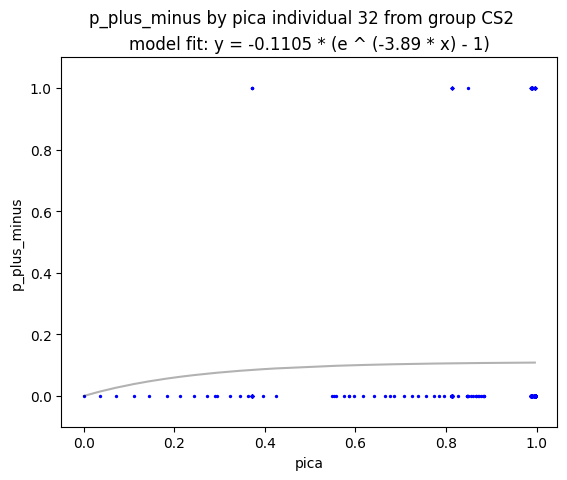 p_plus_minus by pica individual 32 from group CS2
model fit: y = -0.1105 * (e ^ (-3.89 * x) - 1)
1.0
0.8
0.6
0.4
0.2
0.0
p_plus_minus
0.0 0.2 0.4 0.6 0.8 1.0
pica